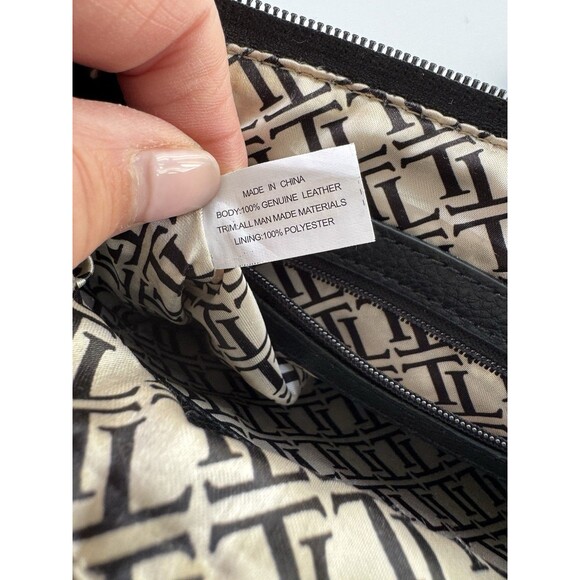 MADE IN CHINA
BODY:100% GENUINE LEATHER
TRIM:ALL MAN MADE MATERIALS
LINING:100% POLYESTER